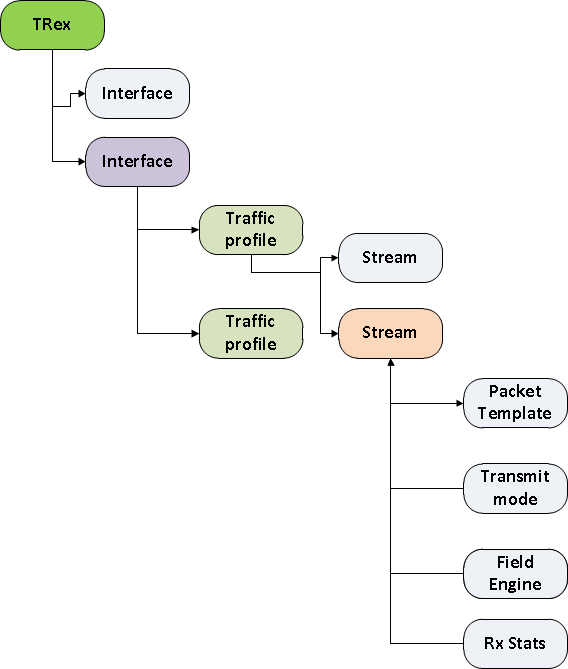 TRex
Interface
Interface
Traffic
profile
Stream
Traffic
profile
Stream
Packet
Template
Transmit
mode
Field
Engine
Rx Stats